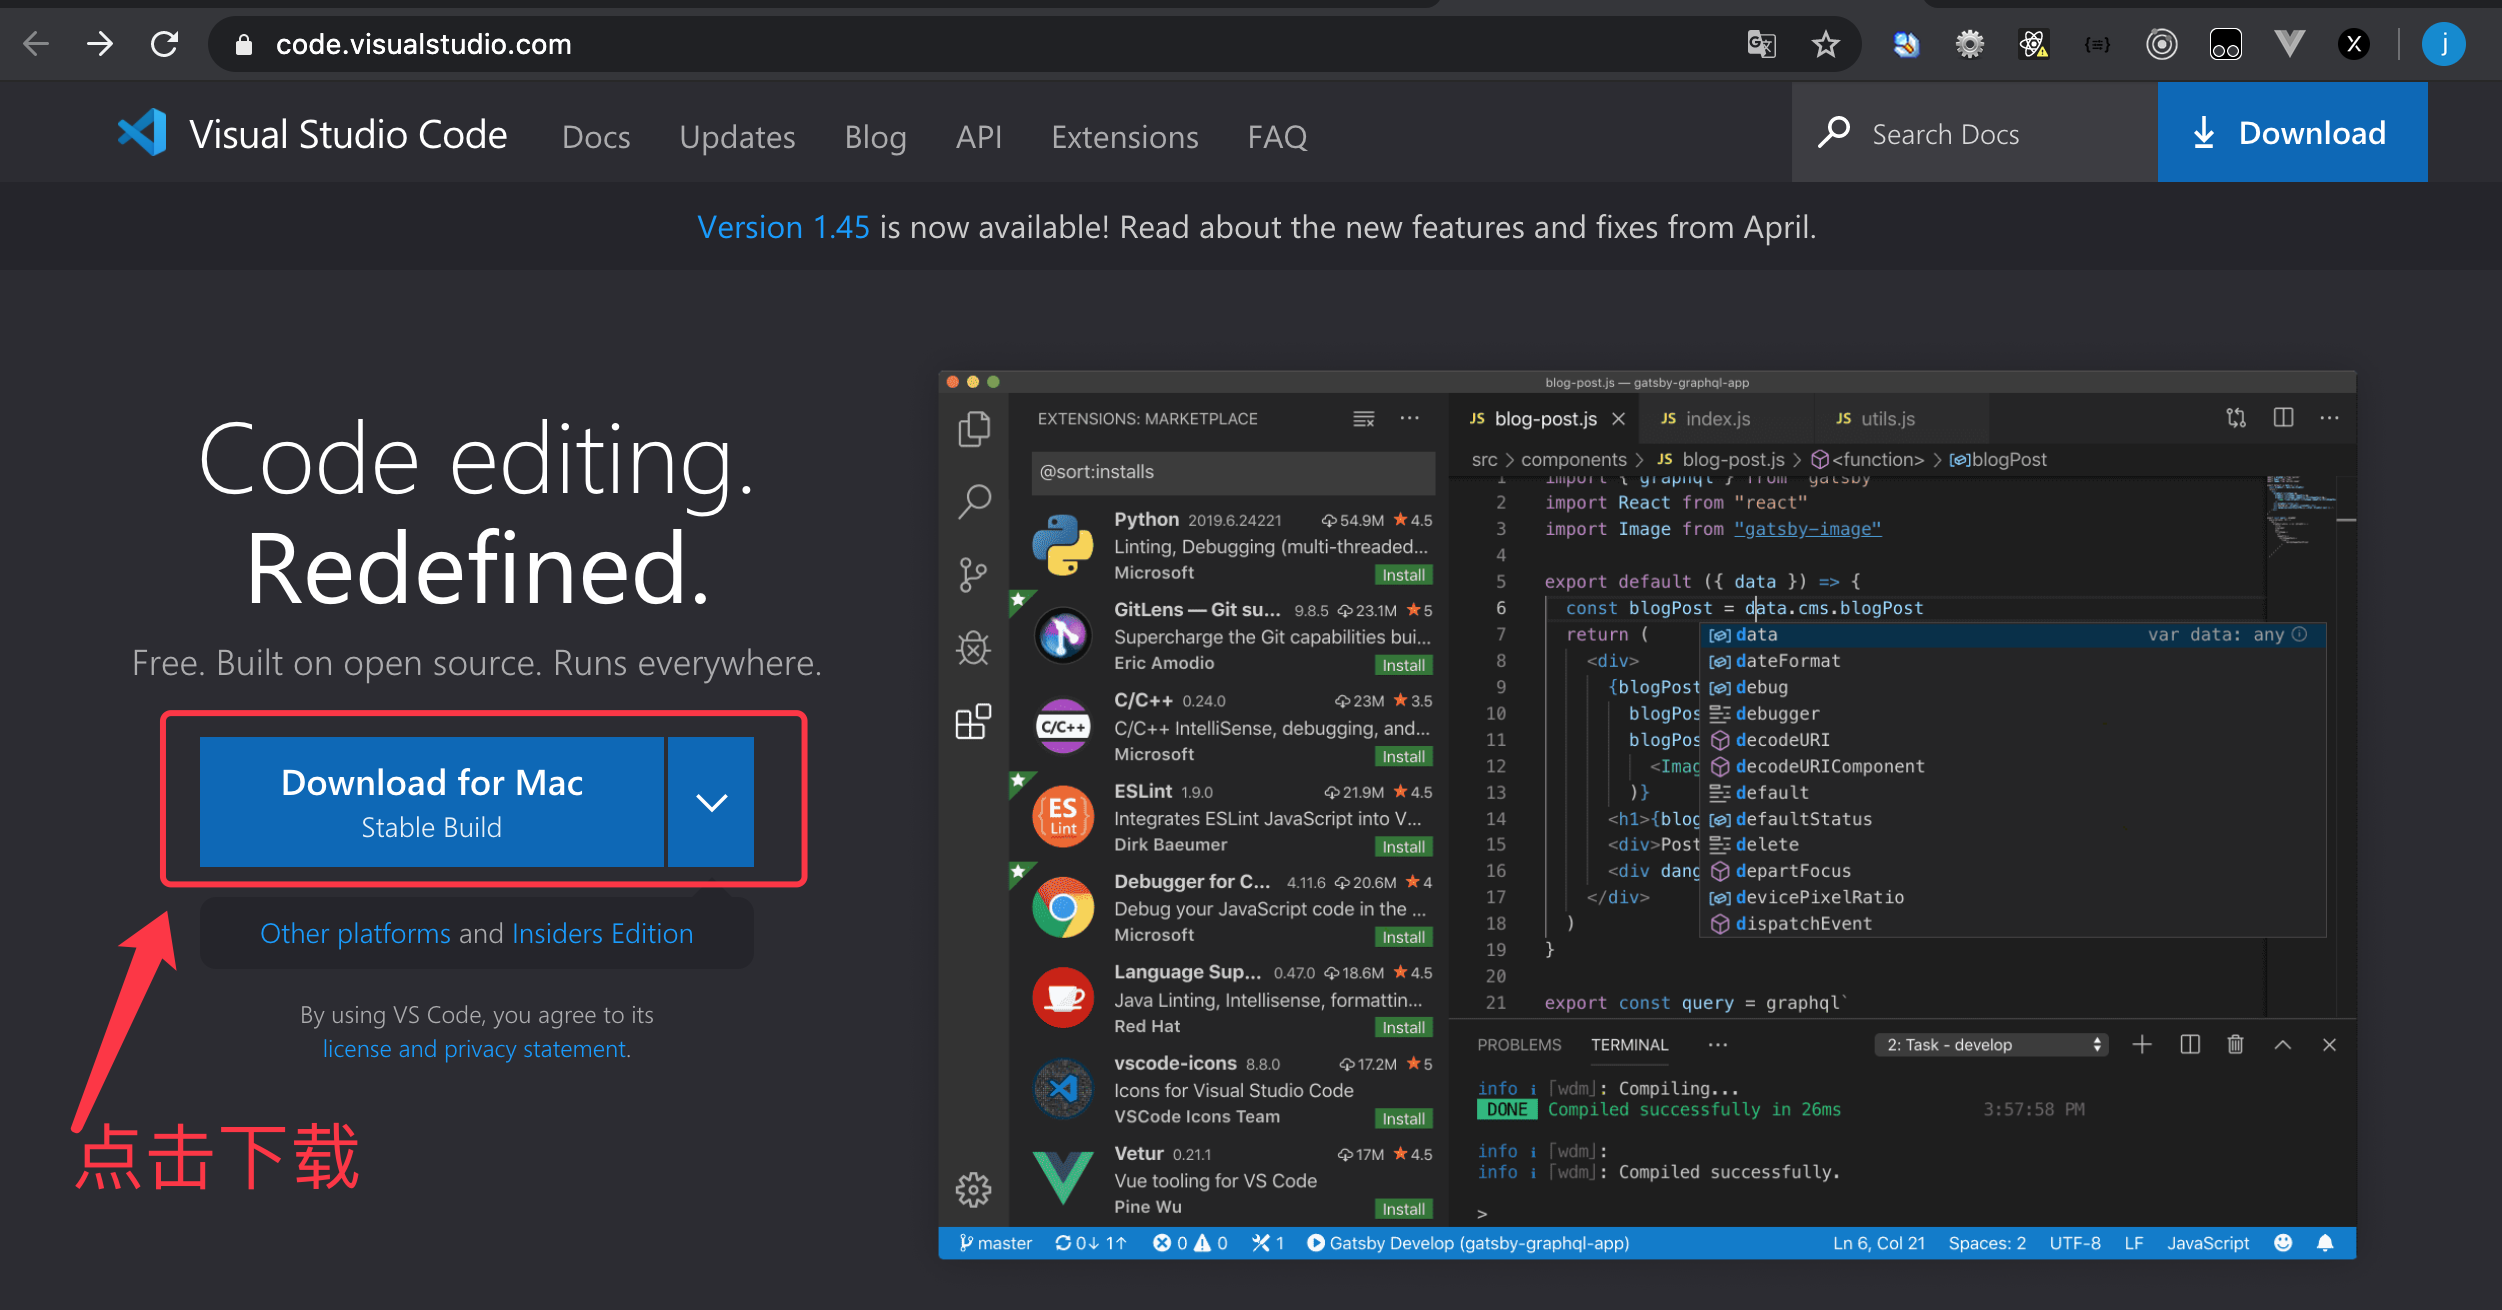 code.visualstudio.com
j
Visual Studio Code
Docs
Updates
Blog
API
Extensions
FAQ
Search Docs
Download
Version 1.45 is now available! Read about the new features and fixes from April.
Code editing.
Redefined.
Free. Built on open source. Runs everywhere.
Download for Mac
Stable Build
Other platforms and Insiders Edition
By using VS Code, you agree to its
license and privacy statement.
点击下载
blog-post.js — gatsby-graphql-app
EXTENSIONS: MARKETPLACE
@sort:installs
Python 2019.6.24221 54.9M 4.5
Linting, Debugging (multi-threaded...
Microsoft Install
GitLens — Git su... 9.8.5 23.1M 5
Supercharge the Git capabilities bui...
Eric Amodio Install
C/C++
C/C++ 0.24.0 23M 3.5
C/C++ IntelliSense, debugging, and...
Microsoft Install
ES
Lint
ESLint 1.9.0 21.9M 4.5
Integrates ESLint JavaScript into V...
Dirk Baeumer Install
Debugger for C... 4.11.6 20.6M 4
Debug your JavaScript code in the ...
Microsoft Install
Language Sup... 0.47.0 18.6M 4.5
Java Linting, Intellisense, formattin...
Red Hat Install
vscode-icons 8.8.0 17.2M 5
Icons for Visual Studio Code
VSCode Icons Team Install
Vetur 0.21.1 17M 4.5
Vue tooling for VS Code
Pine Wu Install
JS blog-post.js
JS index.js
JS utils.js
src > components > JS blog-post.js > <function> > blogPost
1 import { graphql } from "gatsby"
2 import React from "react"
3 import Image from "gatsby-image"
4
5 export default ({ data }) => {
6 const blogPost = data.cms.blogPost
7 return (
8 <div>
9 {blogPost
10 blogPos
11 blogPos
12 <Imag
13 )}
14 <h1>{blog
15 <div>Post
16 <div dang
17 </div>
18 )
19 }
20
21 export const query = graphql`
data var data: any
dateFormat
debug
debugger
decodeURI
decodeURIComponent
default
defaultStatus
delete
departFocus
devicePixelRatio
dispatchEvent
PROBLEMS TERMINAL ··· 2: Task - develop
info i ｢wdm｣: Compiling...
DONE Compiled successfully in 26ms 3:57:58 PM
info i ｢wdm｣:
info i ｢wdm｣: Compiled successfully.
>
master 0↓ 1↑ 0 0 1 Gatsby Develop (gatsby-graphql-app) Ln 6, Col 21 Spaces: 2 UTF-8 LF JavaScript